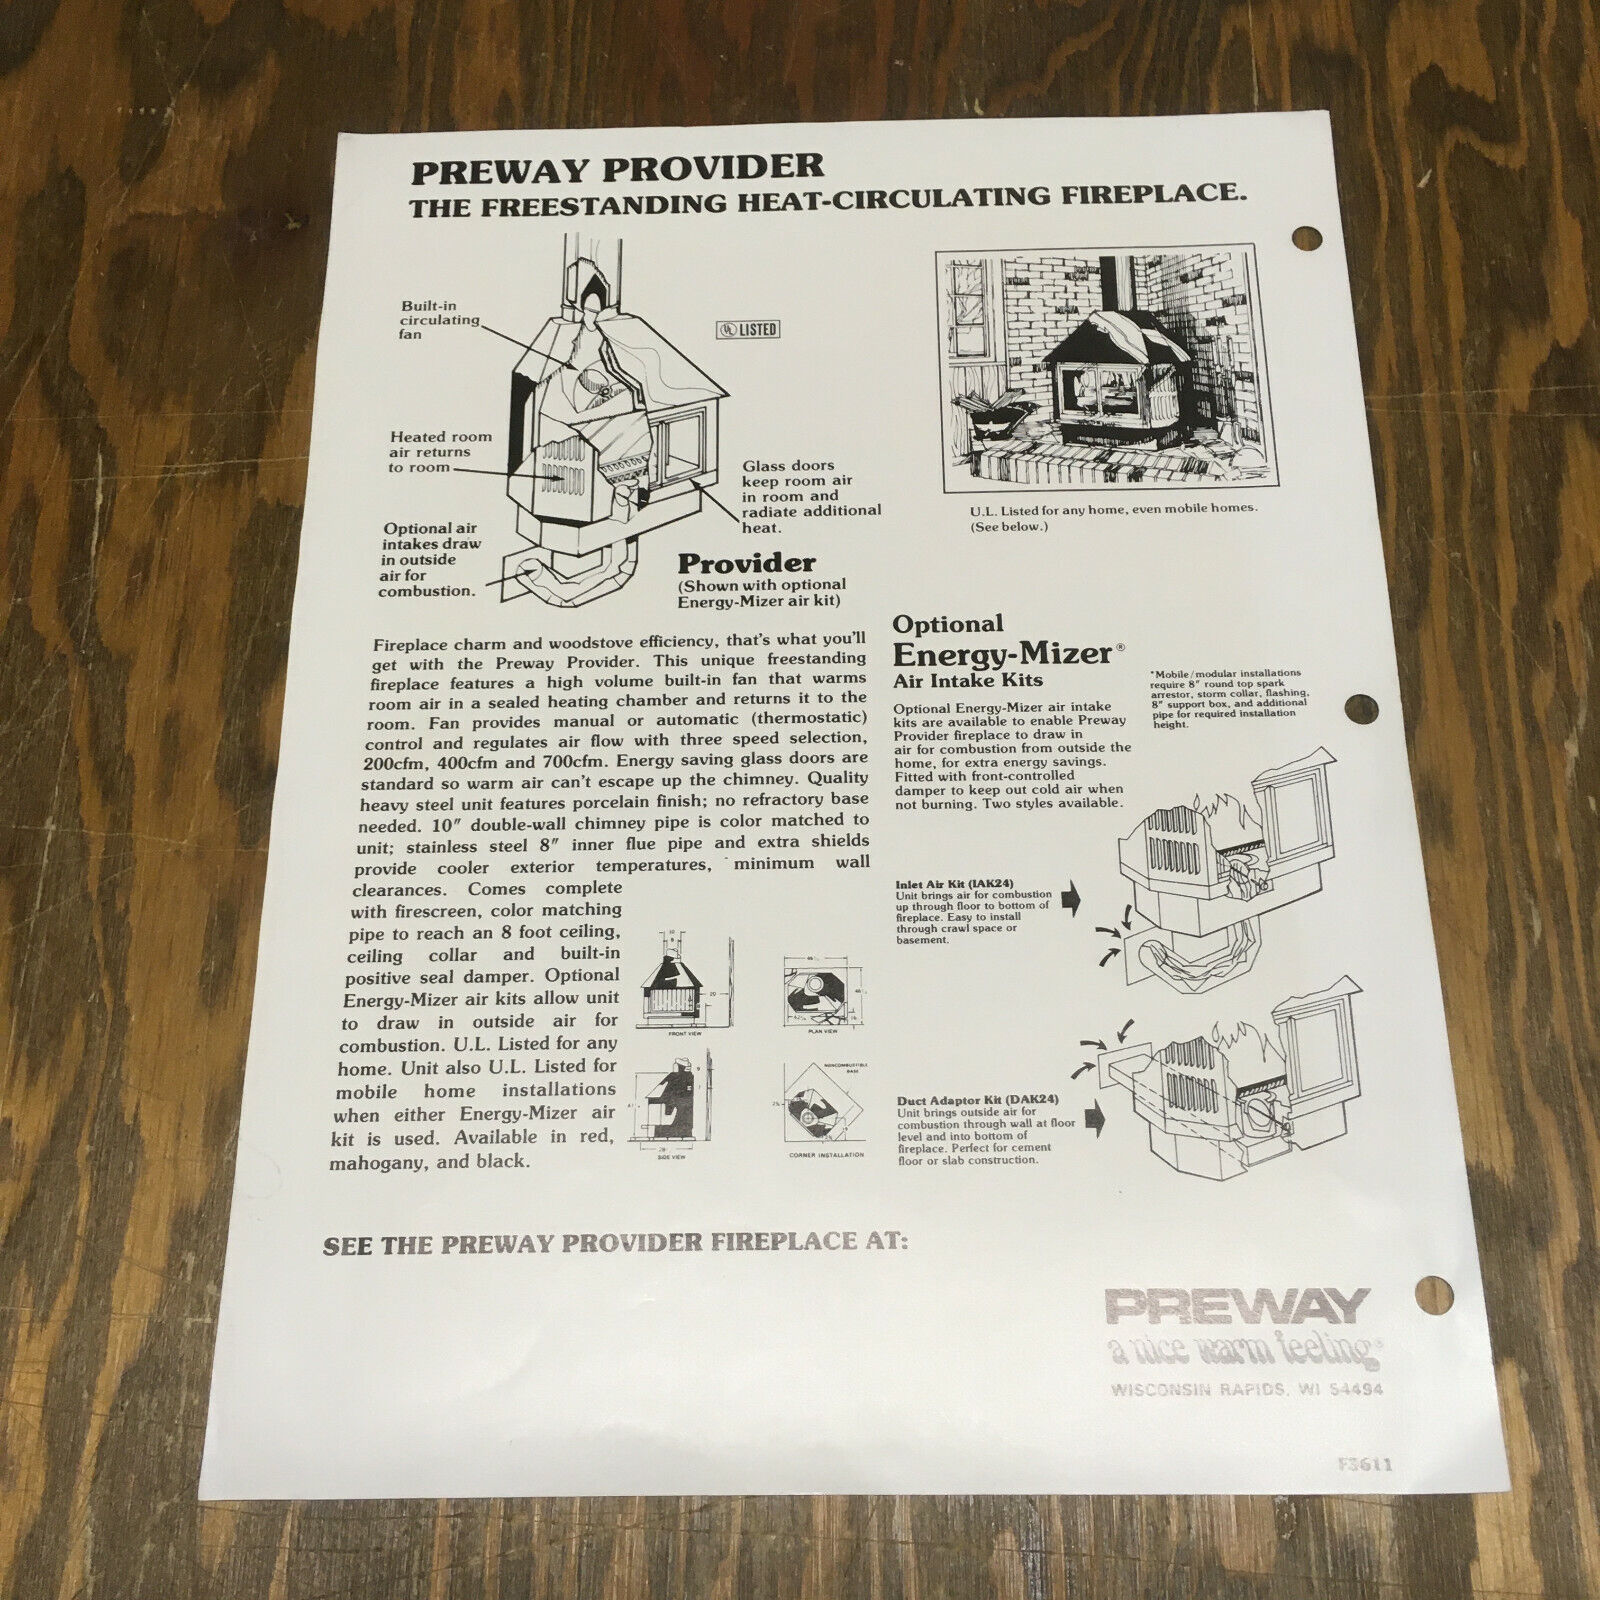 PREWAY PROVIDER
THE FREESTANDING HEAT-CIRCULATING FIREPLACE.
Built-in
circulating
fan
UL LISTED
Heated room
air returns
to room
Glass doors
keep room air
in room and
radiate additional
heat.
Optional air
intakes draw
in outside
air for
combustion.
Provider
(Shown with optional
Energy-Mizer air kit)
U.L. Listed for any home, even mobile homes.
(See below.)
Fireplace charm and woodstove efficiency, that's what you'll
get with the Preway Provider. This unique freestanding
fireplace features a high volume built-in fan that warms
room air in a sealed heating chamber and returns it to the
room. Fan provides manual or automatic (thermostatic)
control and regulates air flow with three speed selection,
200cfm, 400cfm and 700cfm. Energy saving glass doors are
standard so warm air can't escape up the chimney. Quality
heavy steel unit features porcelain finish; no refractory base
needed. 10" double-wall chimney pipe is color matched to
unit; stainless steel 8" inner flue pipe and extra shields
provide cooler exterior temperatures, minimum wall
clearances. Comes complete
with firescreen, color matching
pipe to reach an 8 foot ceiling,
ceiling collar and built-in
positive seal damper. Optional
Energy-Mizer air kits allow unit
to draw in outside air for
combustion. U.L. Listed for any
home. Unit also U.L. Listed for
mobile home installations
when either Energy-Mizer air
kit is used. Available in red,
mahogany, and black.
FRONT VIEW
PLAN VIEW
SIDE VIEW
NONCOMBUSTIBLE
BASE
CORNER INSTALLATION
Optional
Energy-Mizer®
Air Intake Kits
Optional Energy-Mizer air intake
kits are available to enable Preway
Provider fireplace to draw in
air for combustion from outside the
home, for extra energy savings.
Fitted with front-controlled
damper to keep out cold air when
not burning. Two styles available.
*Mobile/modular installations
require 8" round top spark
arrestor, storm collar, flashing,
8" support box, and additional
pipe for required installation
height.
Inlet Air Kit (IAK24)
Unit brings air for combustion
up through floor to bottom of
fireplace. Easy to install
through crawl space or
basement.
Duct Adaptor Kit (DAK24)
Unit brings outside air for
combustion through wall at floor
level and into bottom of
fireplace. Perfect for cement
floor or slab construction.
SEE THE PREWAY PROVIDER FIREPLACE AT:
PREWAY
a nice warm feeling®
WISCONSIN RAPIDS, WI 54494
F3611